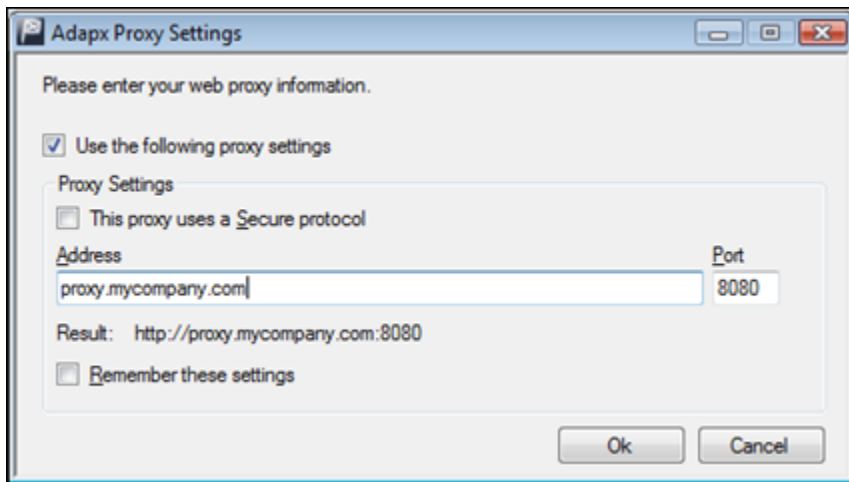 Adapx Proxy Settings
Please enter your web proxy information.
Use the following proxy settings
Proxy Settings
This proxy uses a Secure protocol
Address Port
proxy.mycompany.com 8080
Result: http://proxy.mycompany.com:8080
Remember these settings
Ok Cancel